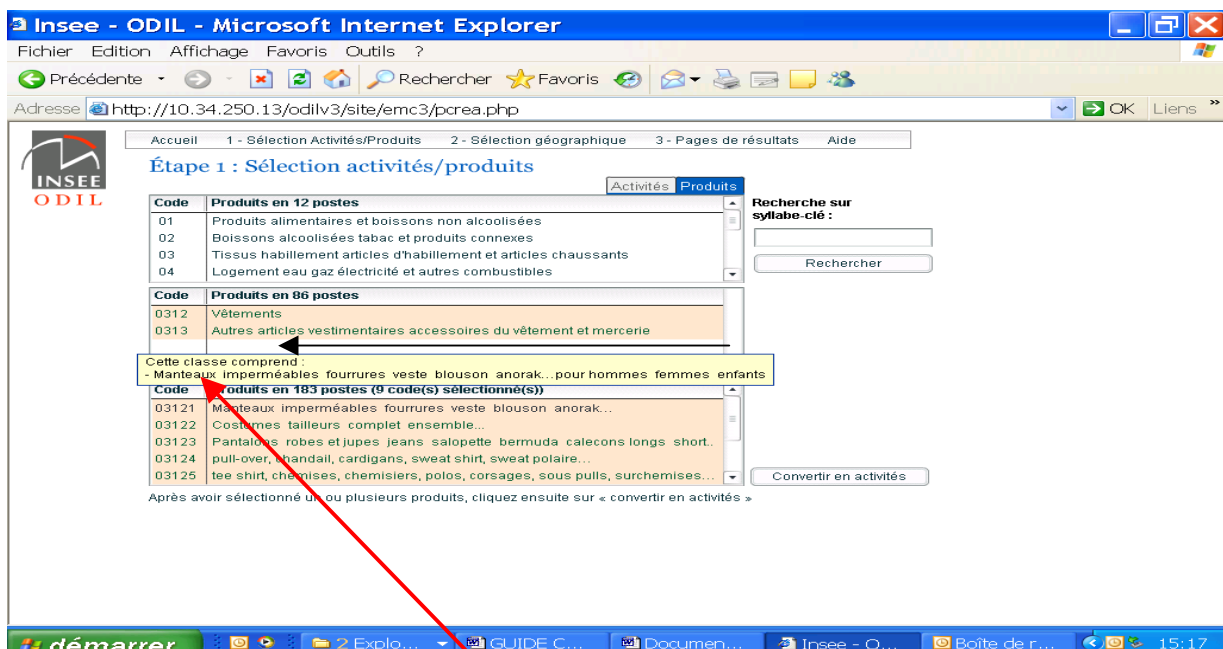 Insee - ODIL - Microsoft Internet Explorer
Fichier Edition Affichage Favoris Outils ?
Précédente Rechercher Favoris
Adresse http://10.34.250.13/odilv3/site/emc3/pcrea.php OK Liens »
INSEE
ODIL
Accueil 1 - Sélection Activités/Produits 2 - Sélection géographique 3 - Pages de résultats Aide
Étape 1 : Sélection activités/produits
Activités Produits
Code Produits en 12 postes
01 Produits alimentaires et boissons non alcoolisées
02 Boissons alcoolisées tabac et produits connexes
03 Tissus habillement articles d'habillement et articles chaussants
04 Logement eau gaz électricité et autres combustibles
Recherche sur
syllabe-clé :
Rechercher
Code Produits en 86 postes
0312 Vêtements
0313 Autres articles vestimentaires accessoires du vêtement et mercerie
Cette classe comprend :
- Manteaux imperméables fourrures veste blouson anorak...pour hommes femmes enfants
Code Produits en 183 postes (9 code(s) sélectionné(s))
03121 Manteaux imperméables fourrures veste blouson anorak...
03122 Costumes tailleurs complet ensemble...
03123 Pantalons robes et jupes jeans salopette bermuda calecons longs short..
03124 pull-over, chandail, cardigans, sweat shirt, sweat polaire...
03125 tee shirt, chemises, chemisiers, polos, corsages, sous pulls, surchemises...
Convertir en activités
Après avoir sélectionné un ou plusieurs produits, cliquez ensuite sur « convertir en activités »
démarrer 2 Explo... GUIDE C... Documen... Insee - O... Boîte de r... 15:17